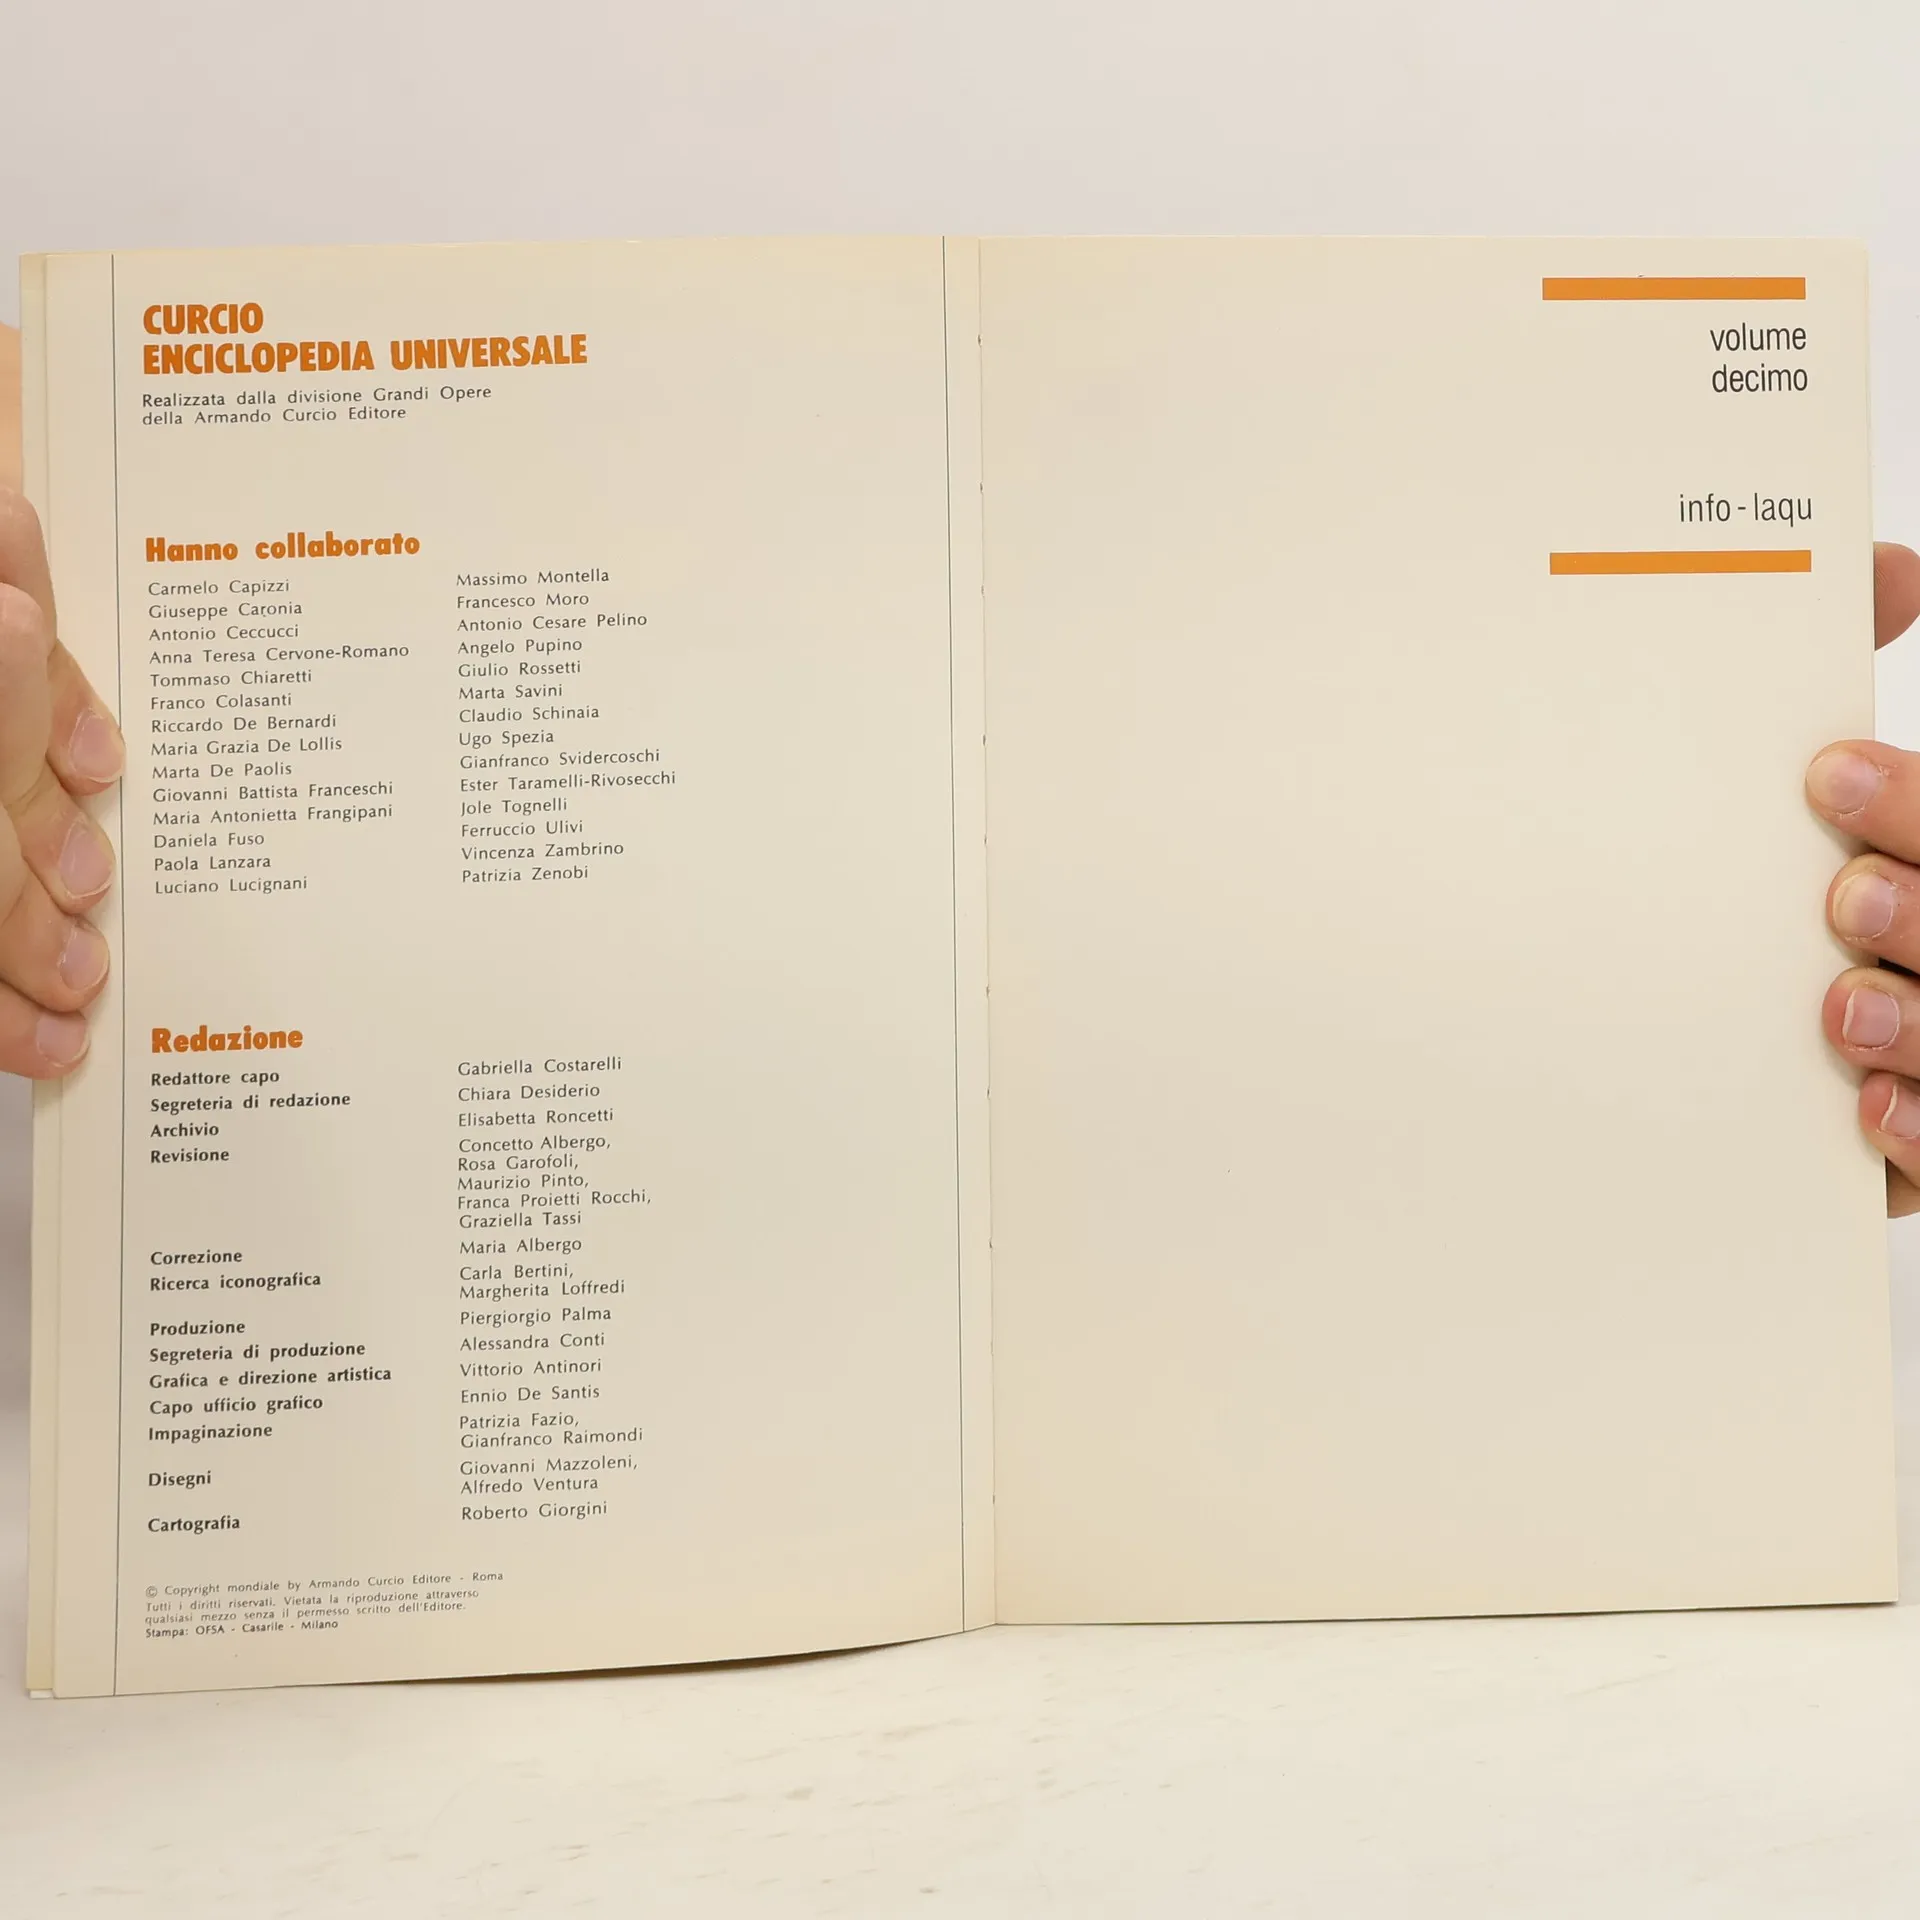 CURCIO
ENCICLOPEDIA UNIVERSALE
Realizzata dalla divisione Grandi Opere
della Armando Curcio Editore
Hanno collaborato
Carmelo Capizzi
Giuseppe Caronia
Antonio Ceccucci
Anna Teresa Cervone-Romano
Tommaso Chiaretti
Franco Colasanti
Riccardo De Bernardi
Maria Grazia De Lollis
Marta De Paolis
Giovanni Battista Franceschi
Maria Antonietta Frangipani
Daniela Fuso
Paola Lanzara
Luciano Lucignani
Massimo Montella
Francesco Moro
Antonio Cesare Pelino
Angelo Pupino
Giulio Rossetti
Marta Savini
Claudio Schinaia
Ugo Spezia
Gianfranco Svidercoschi
Ester Taramelli-Rivosecchi
Jole Tognelli
Ferruccio Ulivi
Vincenza Zambrino
Patrizia Zenobi
Redazione
Redattore capo Gabriella Costarelli
Segreteria di redazione Chiara Desiderio
Archivio Elisabetta Roncetti
Revisione Concetto Albergo,
Rosa Garofoli,
Maurizio Pinto,
Franca Proietti Rocchi,
Graziella Tassi
Correzione Maria Albergo
Ricerca iconografica Carla Bertini,
Margherita Loffredi
Produzione Piergiorgio Palma
Segreteria di produzione Alessandra Conti
Grafica e direzione artistica Vittorio Antinori
Capo ufficio grafico Ennio De Santis
Impaginazione Patrizia Fazio,
Gianfranco Raimondi
Disegni Giovanni Mazzoleni,
Alfredo Ventura
Cartografia Roberto Giorgini
© Copyright mondiale by Armando Curcio Editore - Roma
Tutti i diritti riservati. Vietata la riproduzione attraverso
qualsiasi mezzo senza il permesso scritto dell'Editore.
Stampa: OFSA - Casarile - Milano
volume
decimo
info - laqu